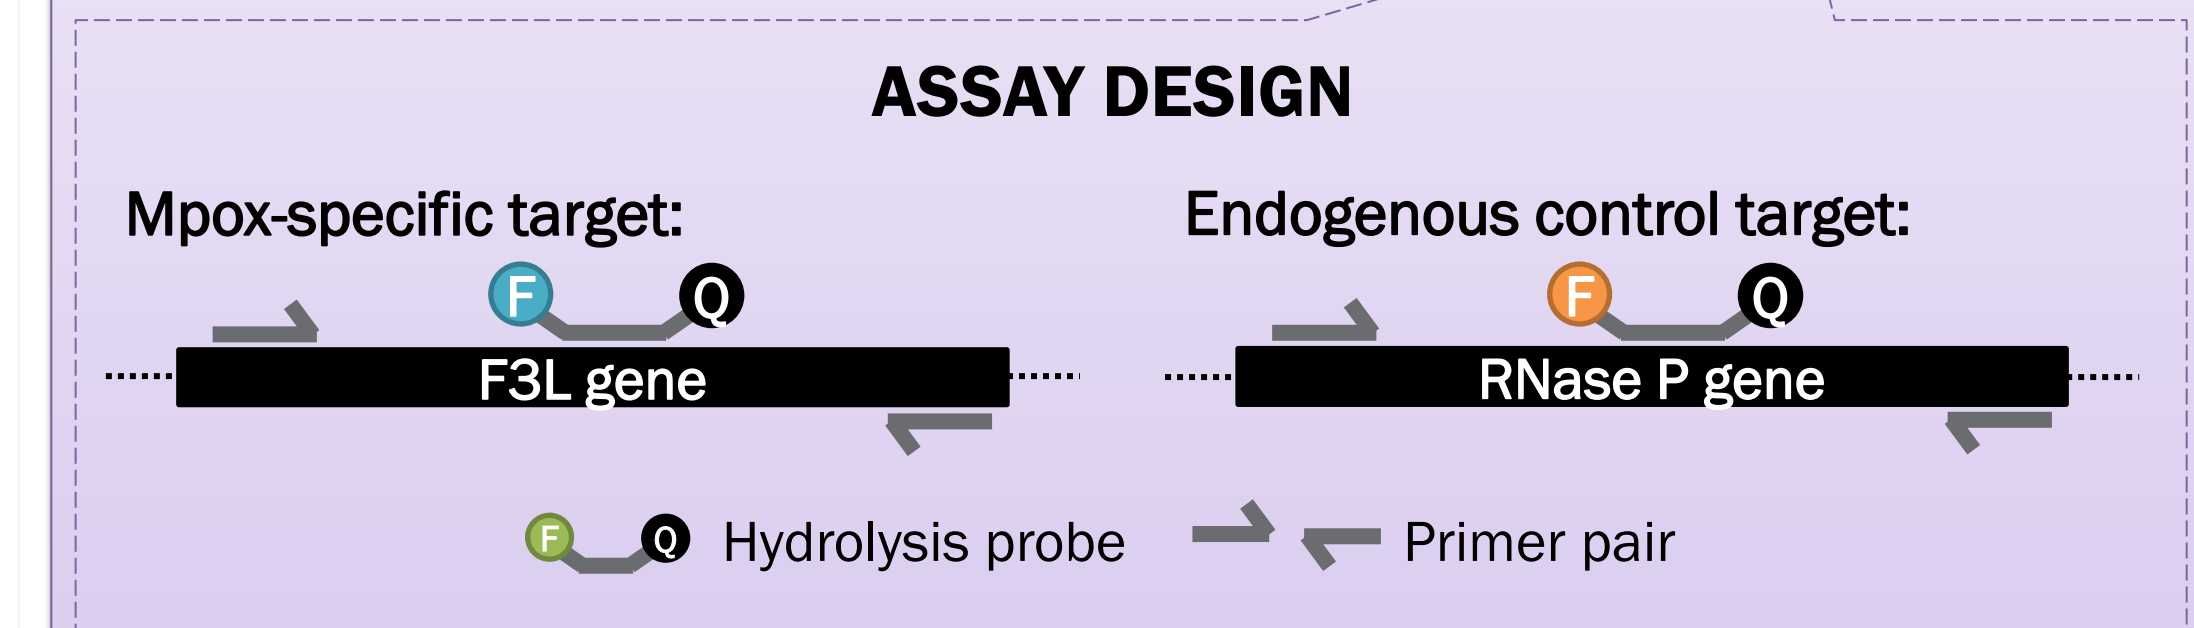 ASSAY DESIGN
Mpox-specific target:
Endogenous control target:
F Q
F Q
F3L gene
RNase P gene
F Q Hydrolysis probe
Primer pair